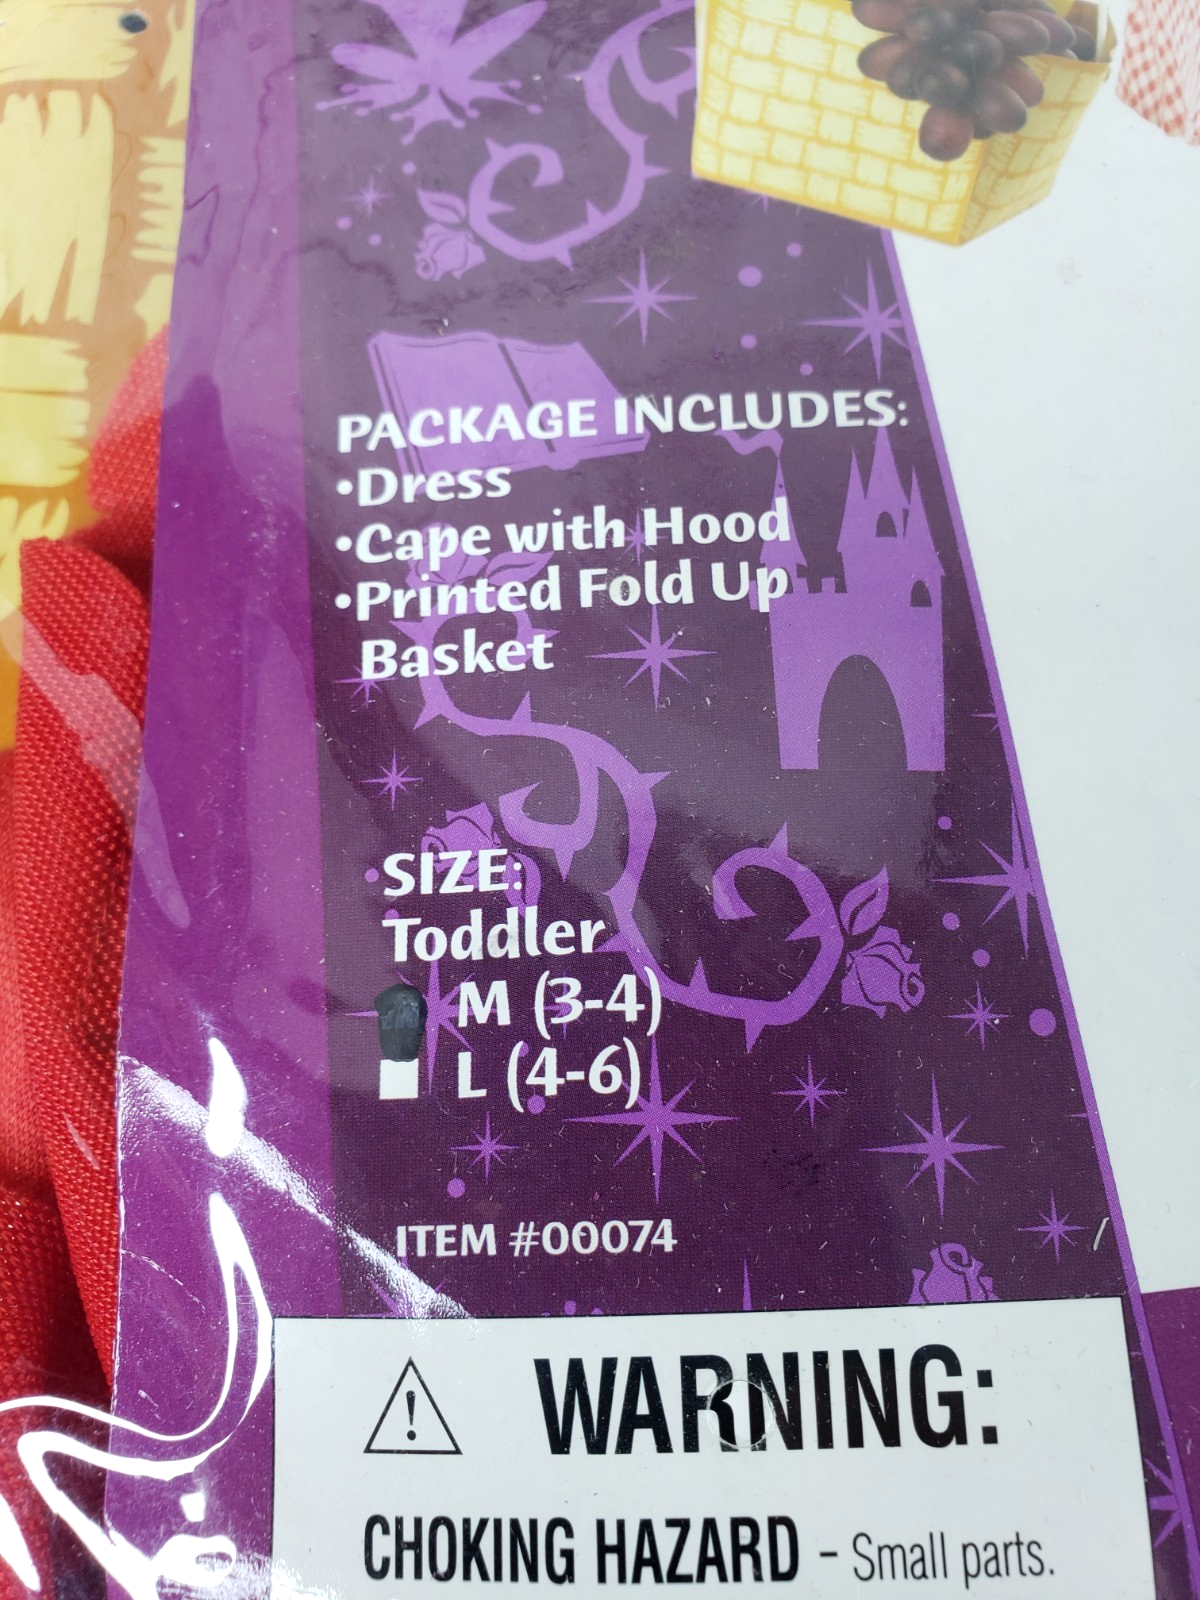 PACKAGE INCLUDES:
•Dress
•Cape with Hood
•Printed Fold Up
Basket
SIZE:
Toddler
M (3-4)
L (4-6)
ITEM #00074
WARNING:
CHOKING HAZARD - Small parts.